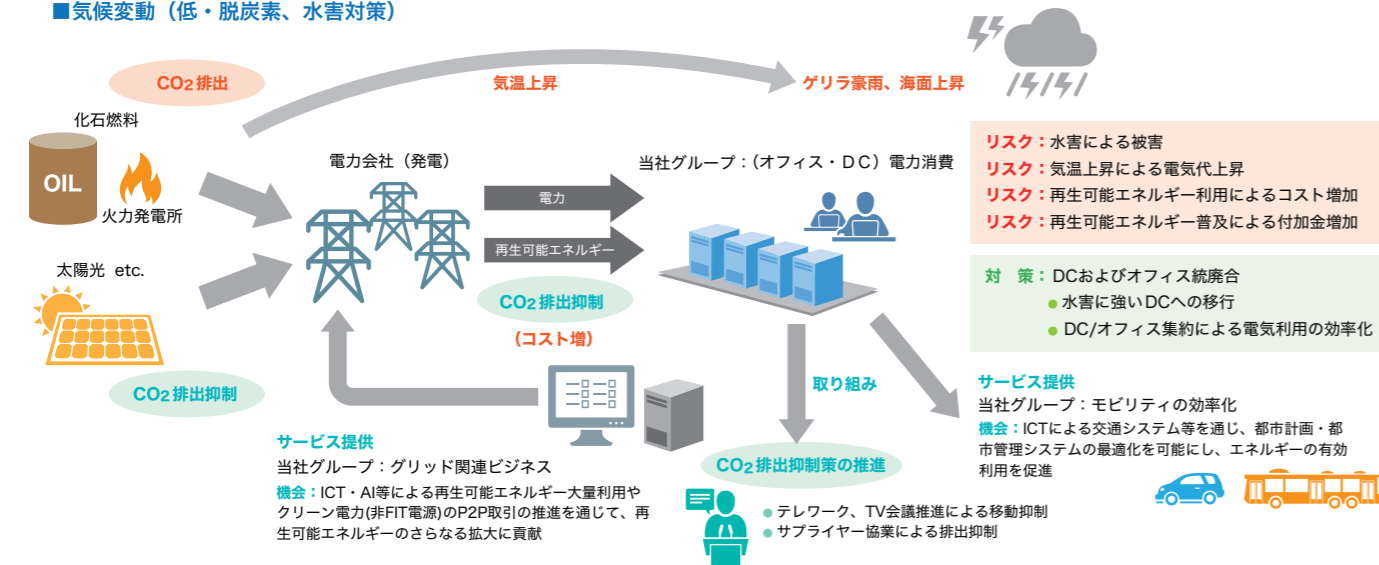 ■気候変動（低・脱炭素、水害対策）
CO2排出
気温上昇
ゲリラ豪雨、海面上昇
化石燃料
OIL
火力発電所
太陽光 etc.
CO2排出抑制
電力会社（発電）
電力
再生可能エネルギー
CO2排出抑制
（コスト増）
当社グループ：（オフィス・ＤＣ）電力消費
リスク：水害による被害
リスク：気温上昇による電気代上昇
リスク：再生可能エネルギー利用によるコスト増加
リスク：再生可能エネルギー普及による付加金増加
対　策：DCおよびオフィス統廃合
●水害に強いDCへの移行
●DC/オフィス集約による電気利用の効率化
サービス提供
当社グループ：グリッド関連ビジネス
機会：ICT・AI等による再生可能エネルギー大量利用や
クリーン電力(非FIT電源)のP2P取引の推進を通じて、再
生可能エネルギーのさらなる拡大に貢献
取り組み
CO2排出抑制策の推進
●テレワーク、TV会議推進による移動抑制
●サプライヤー協業による排出抑制
サービス提供
当社グループ：モビリティの効率化
機会：ICTによる交通システム等を通じ、都市計画・都
市管理システムの最適化を可能にし、エネルギーの有効
利用を促進